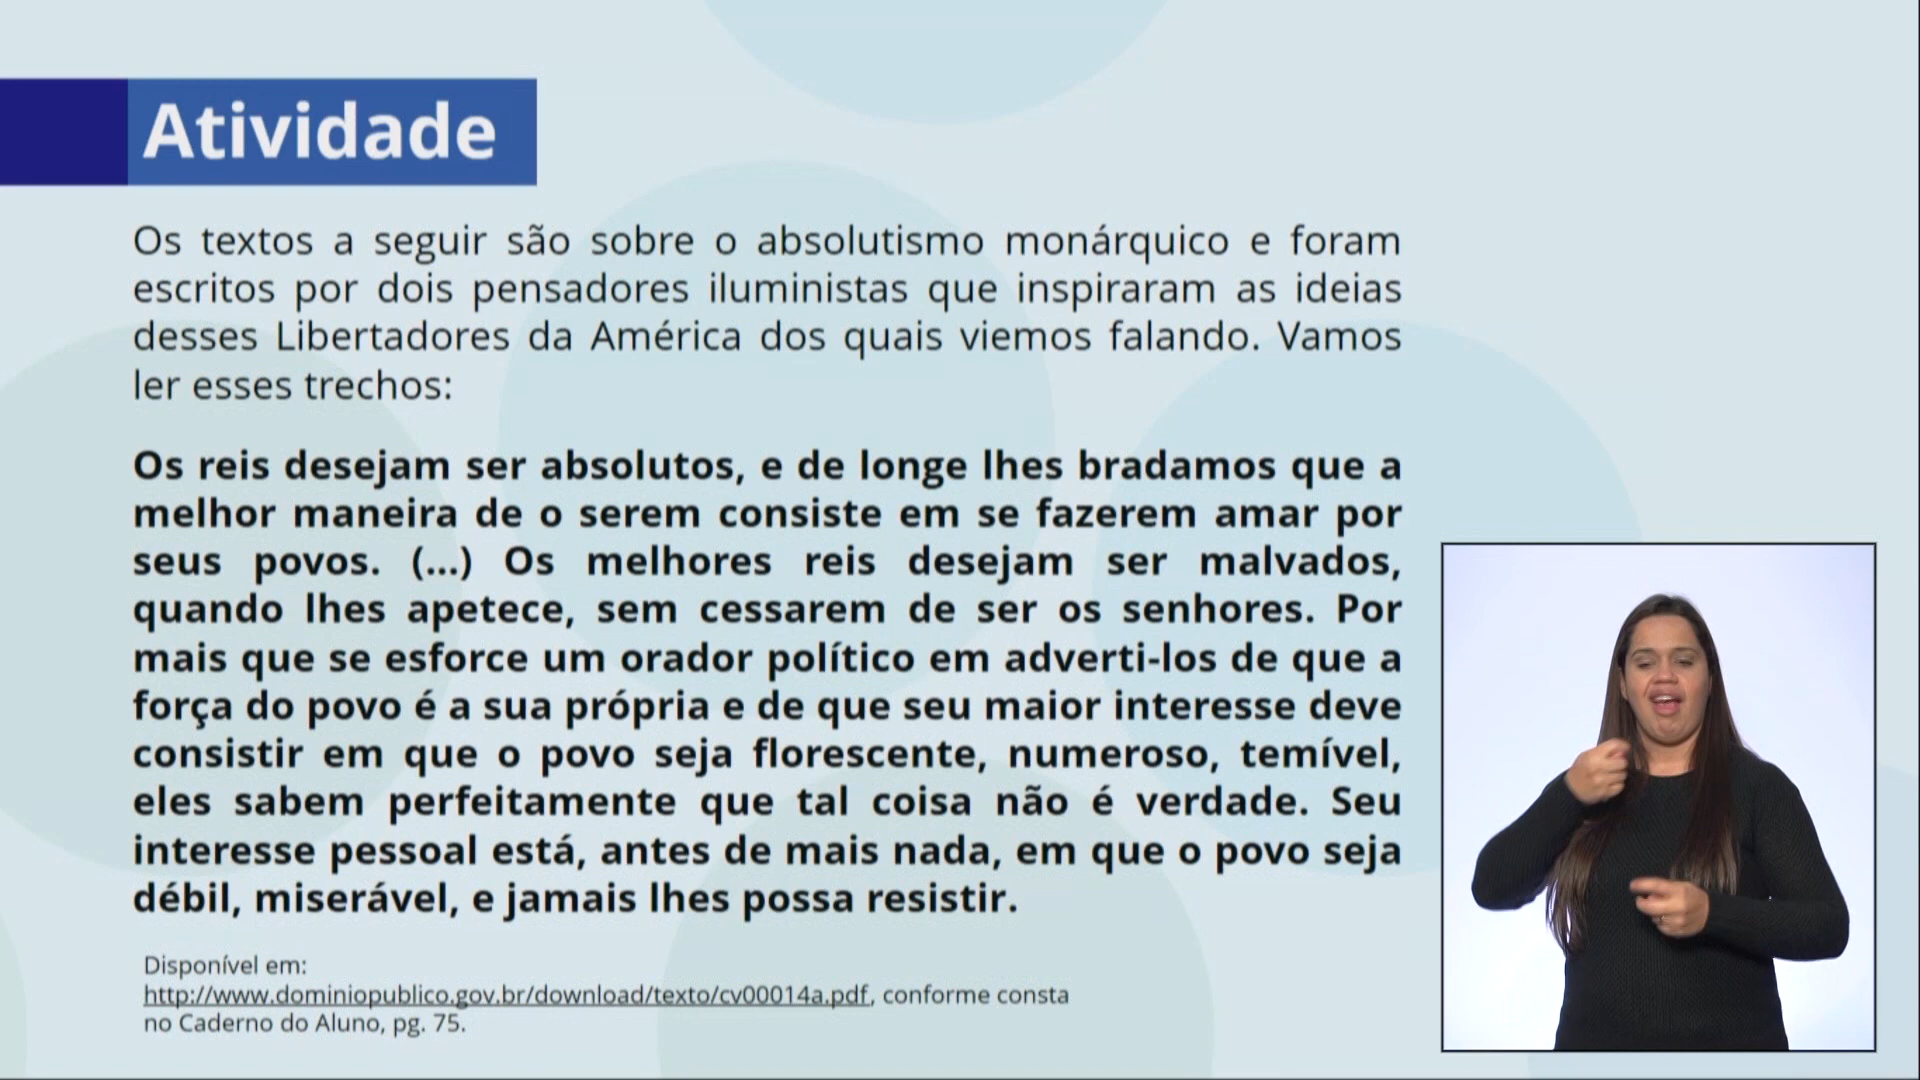 Atividade
Os textos a seguir são sobre o absolutismo monárquico e foram
escritos por dois pensadores iluministas que inspiraram as ideias
desses Libertadores da América dos quais viemos falando. Vamos
ler esses trechos:
Os reis desejam ser absolutos, e de longe lhes bradamos que a
melhor maneira de o serem consiste em se fazerem amar por
seus povos. (...) Os melhores reis desejam ser malvados,
quando lhes apetece, sem cessarem de ser os senhores. Por
mais que se esforce um orador político em adverti-los de que a
força do povo é a sua própria e de que seu maior interesse deve
consistir em que o povo seja florescente, numeroso, temível,
eles sabem perfeitamente que tal coisa não é verdade. Seu
interesse pessoal está, antes de mais nada, em que o povo seja
débil, miserável, e jamais lhes possa resistir.
Disponível em:
http://www.dominiopublico.gov.br/download/texto/cv00014a.pdf, conforme consta
no Caderno do Aluno, pg. 75.